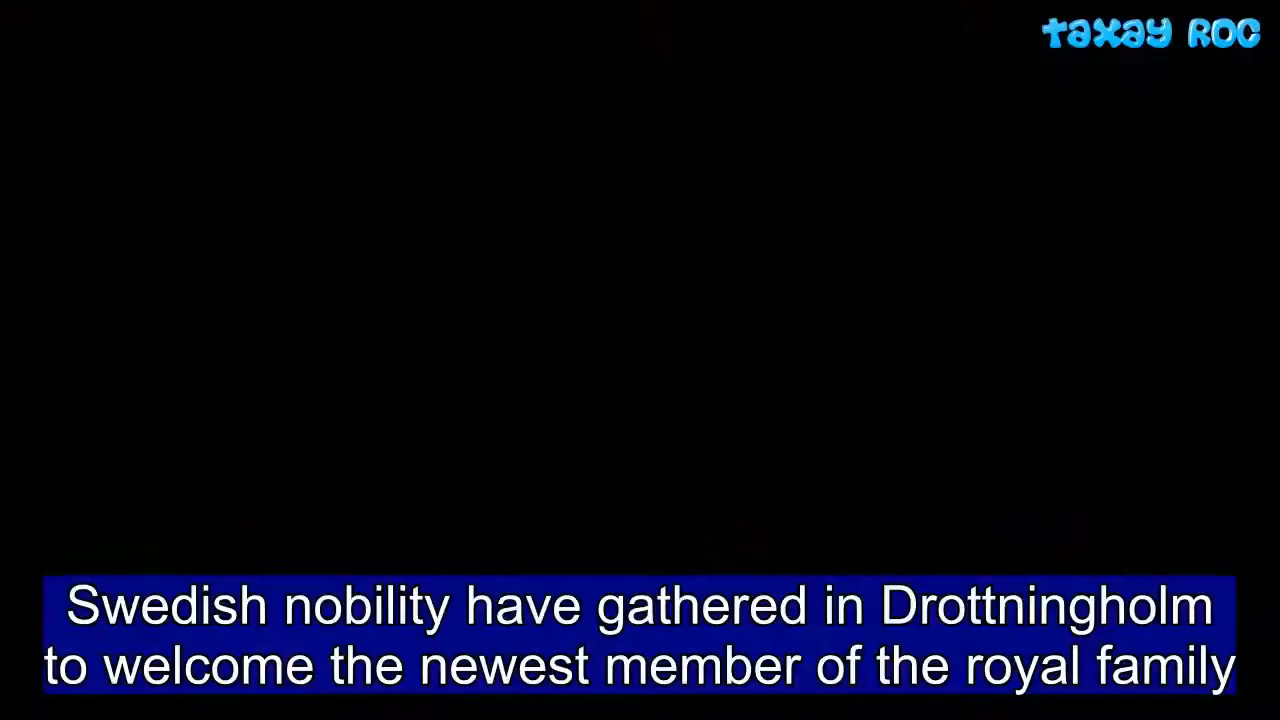 taxay roc
Swedish nobility have gathered in Drottningholm
to welcome the newest member of the royal family